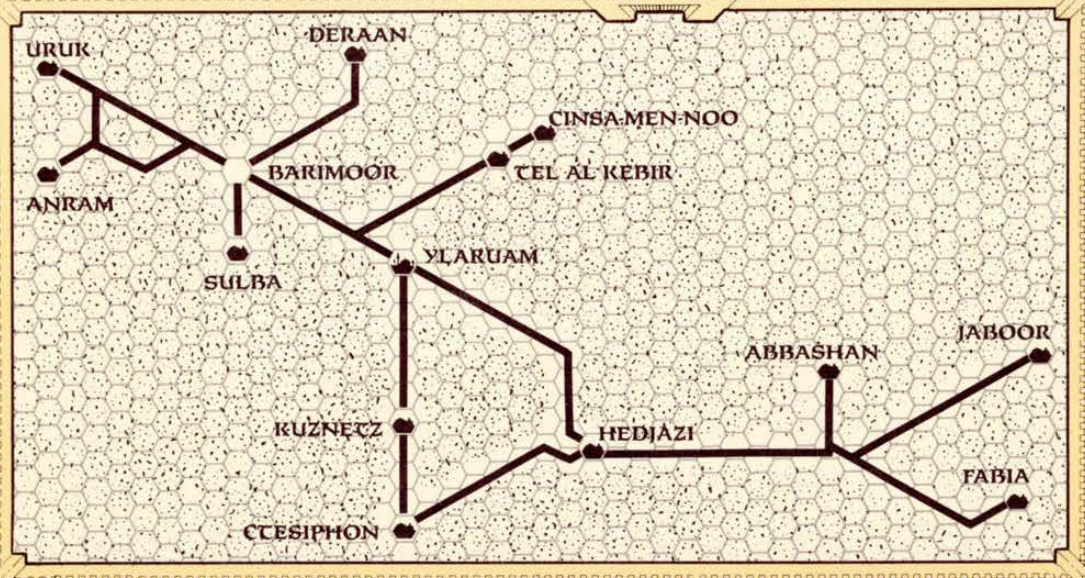 DERAAN
URUK
CINSA-MEN-NOO
BARIMOOR
TEL AL KEBIR
ANRAM
YLARUAM
SULBA
JABOOR
ABBASHAN
KUZNETZ
HEDJAZI
FABIA
CTESIPHON